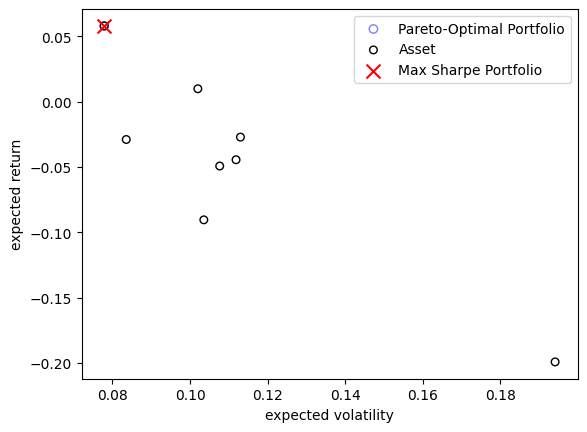 Pareto-Optimal Portfolio
Asset
Max Sharpe Portfolio
expected return
0.05
0.00
−0.05
−0.10
−0.15
−0.20
0.08 0.10 0.12 0.14 0.16 0.18
expected volatility